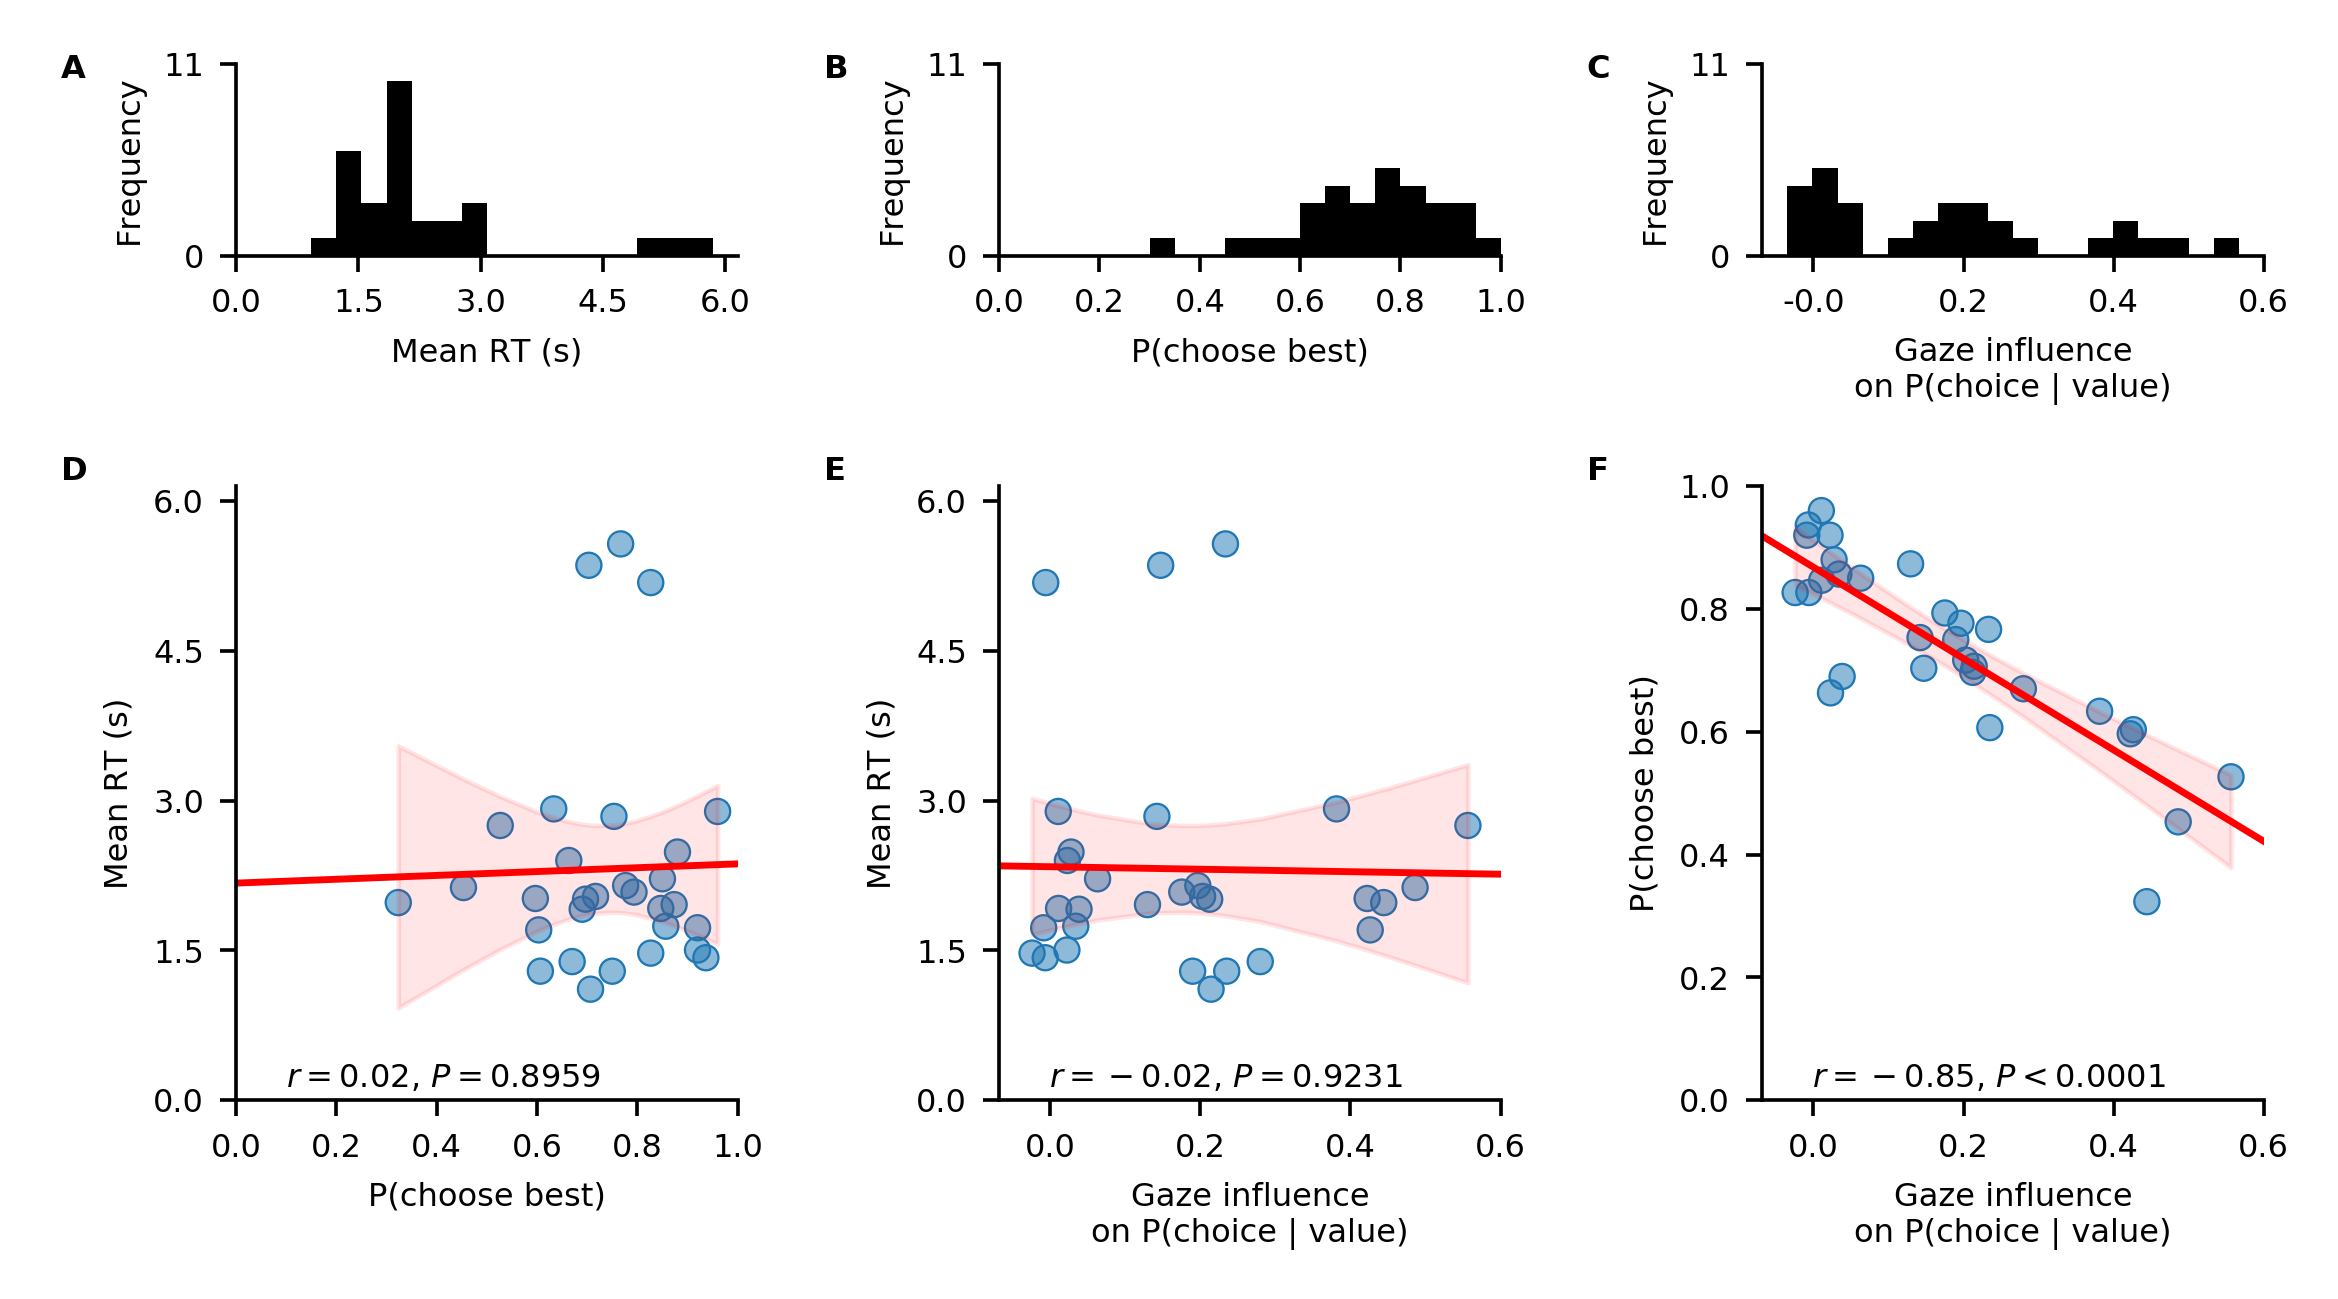 A
Frequency
11
0
0.0 1.5 3.0 4.5 6.0
Mean RT (s)
B
Frequency
11
0
0.0 0.2 0.4 0.6 0.8 1.0
P(choose best)
C
Frequency
11
0
-0.0 0.2 0.4 0.6
Gaze influence
on P(choice | value)
D
Mean RT (s)
6.0
4.5
3.0
1.5
0.0
r = 0.02, P = 0.8959
0.0 0.2 0.4 0.6 0.8 1.0
P(choose best)
E
Mean RT (s)
6.0
4.5
3.0
1.5
0.0
r = −0.02, P = 0.9231
0.0 0.2 0.4 0.6
Gaze influence
on P(choice | value)
F
P(choose best)
1.0
0.8
0.6
0.4
0.2
0.0
r = −0.85, P < 0.0001
0.0 0.2 0.4 0.6
Gaze influence
on P(choice | value)